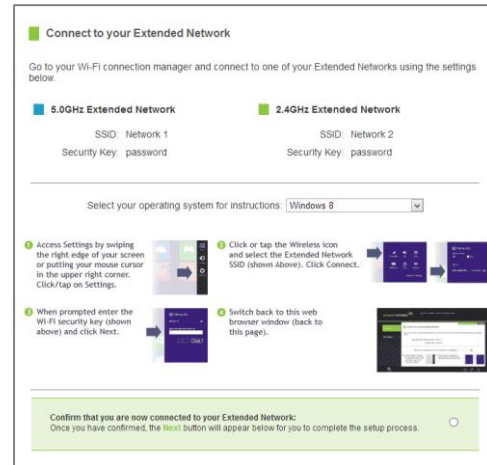 Connect to your Extended Network
Go to your Wi-Fi connection manager and connect to one of your Extended Networks using the settings
below.
5.0GHz Extended Network
SSID: Network 1
Security Key: password
2.4GHz Extended Network
SSID: Network 2
Security Key: password
Select your operating system for instructions: Windows 8
1 Access Settings by swiping
the right edge of your screen
or putting your mouse cursor
in the upper right corner.
Click/tap on Settings.
2 Click or tap the Wireless icon
and select the Extended Network
SSID (shown Above). Click Connect.
3 When prompted enter the
Wi-Fi security key (shown
above) and click Next.
4 Switch back to this web
browser window (back to
this page).
Confirm that you are now connected to your Extended Network:
Once you have confirmed, the Next button will appear below for you to complete the setup process.